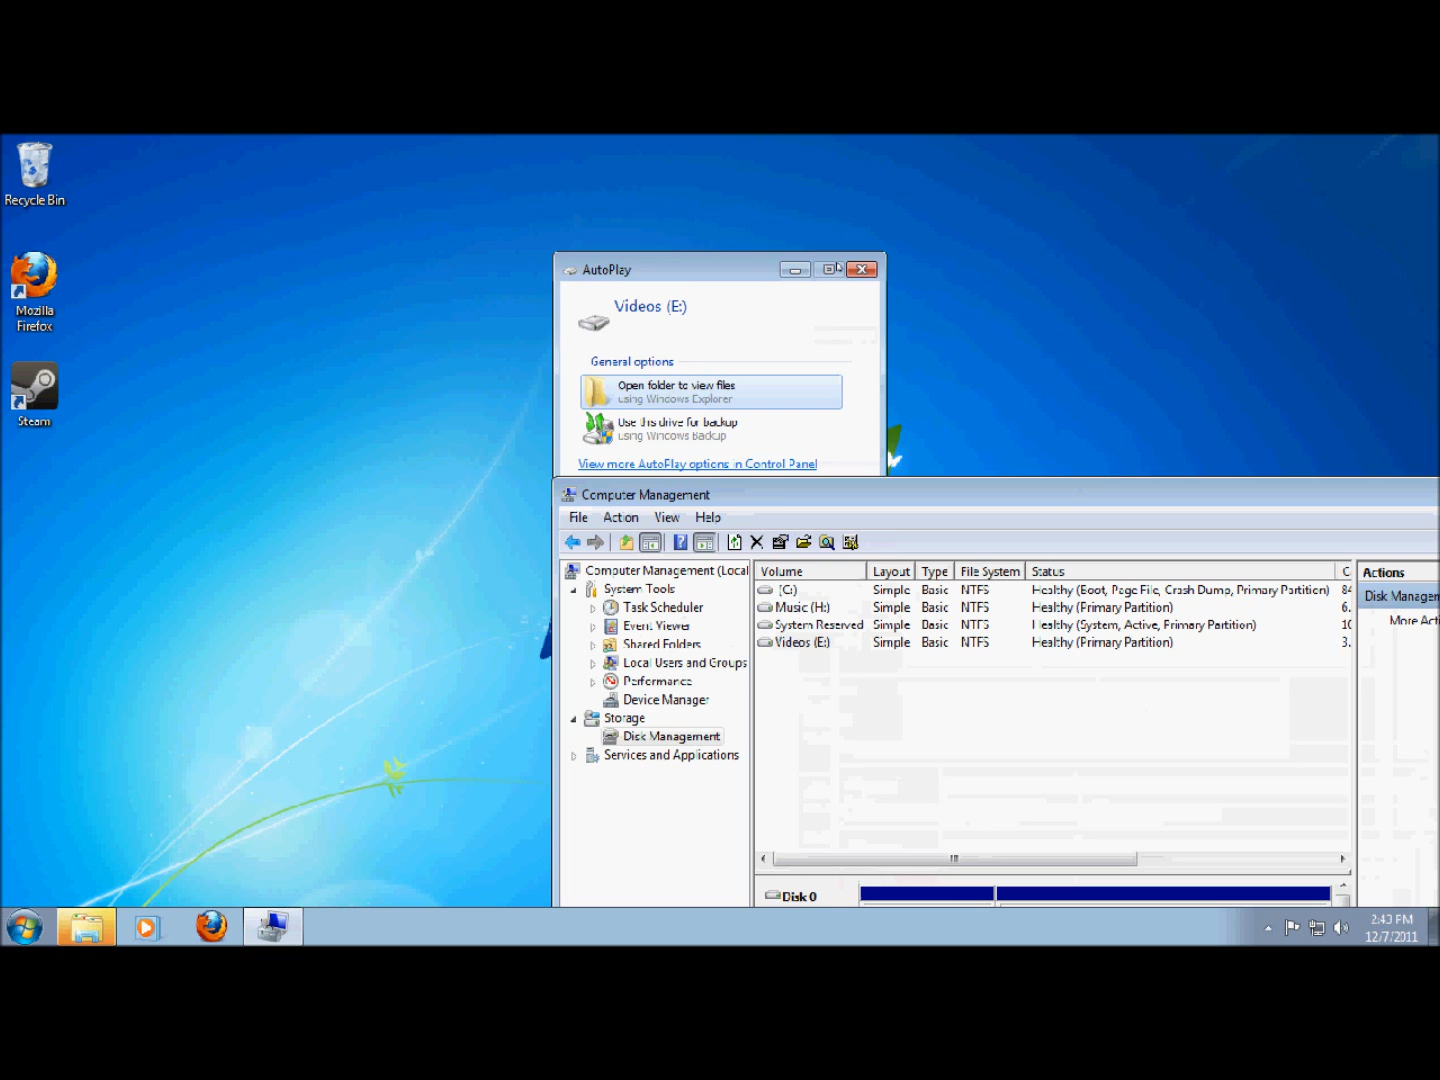 Recycle Bin
Mozilla
Firefox
Steam
AutoPlay
Videos (E:)
General options
Open folder to view files
using Windows Explorer
Use this drive for backup
using Windows Backup
View more AutoPlay options in Control Panel
Computer Management
File Action View Help
Computer Management (Local
System Tools
Task Scheduler
Event Viewer
Shared Folders
Local Users and Groups
Performance
Device Manager
Storage
Disk Management
Services and Applications
Volume Layout Type File System Status C
(C:) Simple Basic NTFS Healthy (Boot, Page File, Crash Dump, Primary Partition) 84
Music (H:) Simple Basic NTFS Healthy (Primary Partition) 6.
System Reserved Simple Basic NTFS Healthy (System, Active, Primary Partition) 10
Videos (E:) Simple Basic NTFS Healthy (Primary Partition) 3.
Disk 0
Actions
Disk Managem
More Acti
2:43 PM
12/7/2011